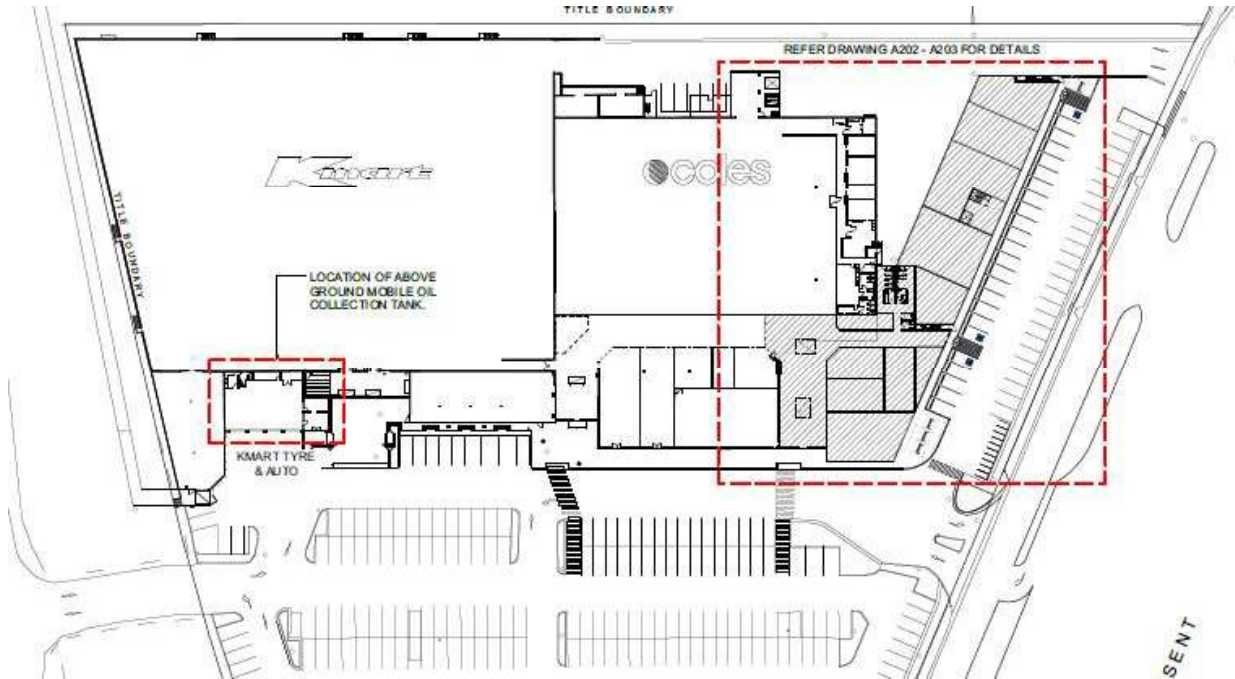 TITLE BOUNDARY
REFER DRAWING A202 - A203 FOR DETAILS
Kmart
coles
TITLE BOUNDARY
LOCATION OF ABOVE
GROUND MOBILE OIL
COLLECTION TANK.
KMART TYRE
& AUTO
SENT